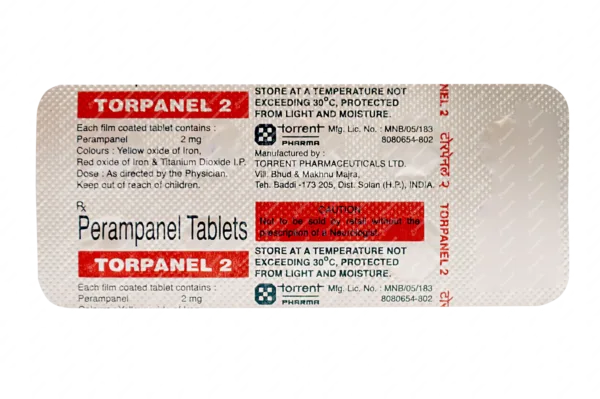 TORPANEL 2
Each film coated tablet contains :
Perampanel 2 mg
Colours : Yellow oxide of Iron,
Red oxide of Iron & Titanium Dioxide I.P.
Dose : As directed by the Physician.
Keep out of reach of children.
Rx
Perampanel Tablets
TORPANEL 2
Each film coated tablet contains :
Perampanel 2 mg
STORE AT A TEMPERATURE NOT
EXCEEDING 30°C, PROTECTED
FROM LIGHT AND MOISTURE.
torrent Mfg. Lic. No. : MNB/05/183
PHARMA 8080654-802
Manufactured by :
TORRENT PHARMACEUTICALS LTD.
Vill. Bhud & Makhnu Majra,
Teh. Baddi -173 205, Dist. Solan (H.P.), INDIA.
CAUTION
Not to be sold by retail without the
prescription of a Neurologist.
STORE AT A TEMPERATURE NOT
EXCEEDING 30°C, PROTECTED
FROM LIGHT AND MOISTURE.
torrent Mfg. Lic. No. : MNB/05/183
PHARMA 8080654-802
NEL 2
टोरपनल २
TORPANEL 2